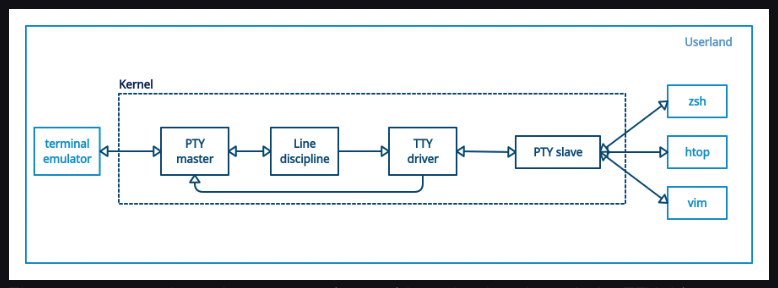 Userland
Kernel
terminal
emulator
PTY
master
Line
discipline
TTY
driver
PTY slave
zsh
htop
vim